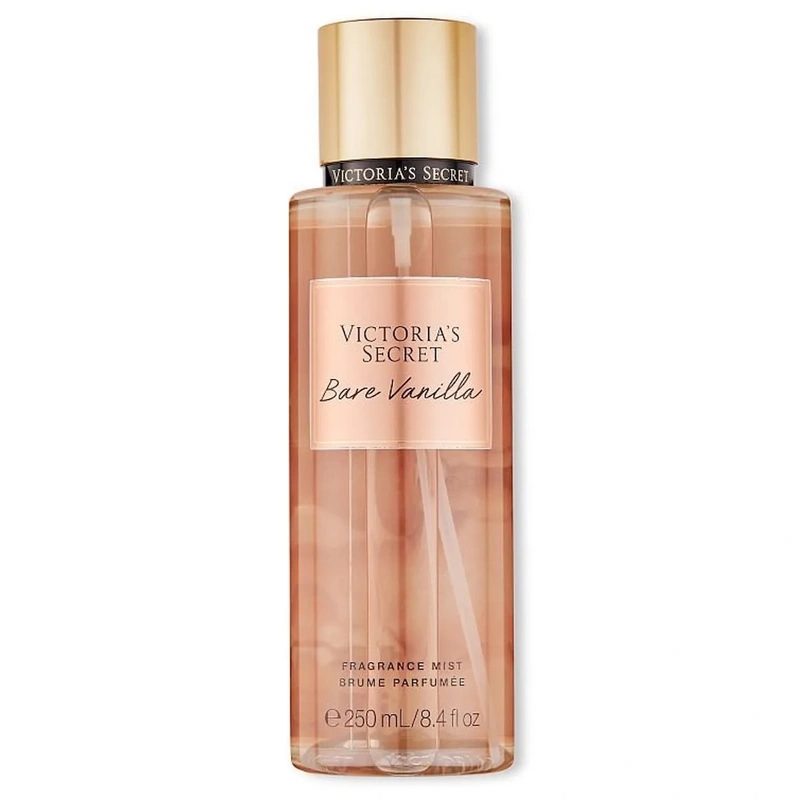 VICTORIA'S SECRET
VICTORIA'S
SECRET
Bare Vanilla
FRAGRANCE MIST
BRUME PARFUMÉE
℮ 250 mL/8.4 fl oz